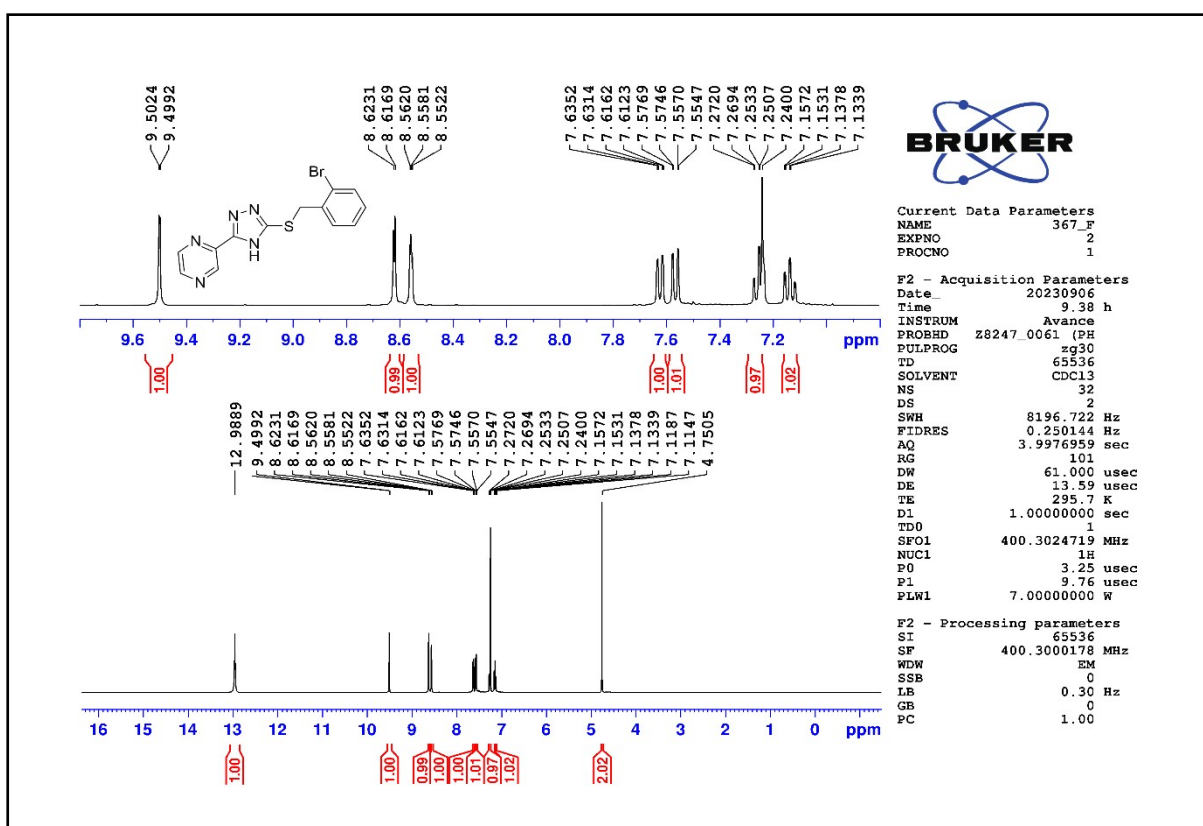 9.5024
9.4992
8.6231
8.6169
8.5620
8.5581
8.5522
7.6352
7.6314
7.6162
7.6123
7.5769
7.5746
7.5570
7.5547
7.2720
7.2694
7.2533
7.2507
7.2400
7.1572
7.1531
7.1378
7.1339
Br
N N
N
S
N
H
N
9.6 9.4 9.2 9.0 8.8 8.6 8.4 8.2 8.0 7.8 7.6 7.4 7.2 ppm
1.00 0.99 1.00 1.00 1.01 0.97 1.02
12.9889
9.4992
8.6231
8.6169
8.5620
8.5581
8.5522
7.6352
7.6314
7.6162
7.6123
7.5769
7.5746
7.5570
7.5547
7.2720
7.2694
7.2533
7.2507
7.2400
7.1572
7.1531
7.1378
7.1339
7.1187
7.1147
4.7505
16 15 14 13 12 11 10 9 8 7 6 5 4 3 2 1 0 ppm
1.00 1.00 0.99 1.00 1.00 1.01 0.97 1.02 2.02
BRUKER
Current Data Parameters
NAME 367_F
EXPNO 2
PROCNO 1
F2 - Acquisition Parameters
Date_ 20230906
Time 9.38 h
INSTRUM Avance
PROBHD Z8247_0061 (PH
PULPROG zg30
TD 65536
SOLVENT CDCl3
NS 32
DS 2
SWH 8196.722 Hz
FIDRES 0.250144 Hz
AQ 3.9976959 sec
RG 101
DW 61.000 usec
DE 13.59 usec
TE 295.7 K
D1 1.00000000 sec
TD0 1
SFO1 400.3024719 MHz
NUC1 1H
P0 3.25 usec
P1 9.76 usec
PLW1 7.00000000 W
F2 - Processing parameters
SI 65536
SF 400.3000178 MHz
WDW EM
SSB 0
LB 0.30 Hz
GB 0
PC 1.00